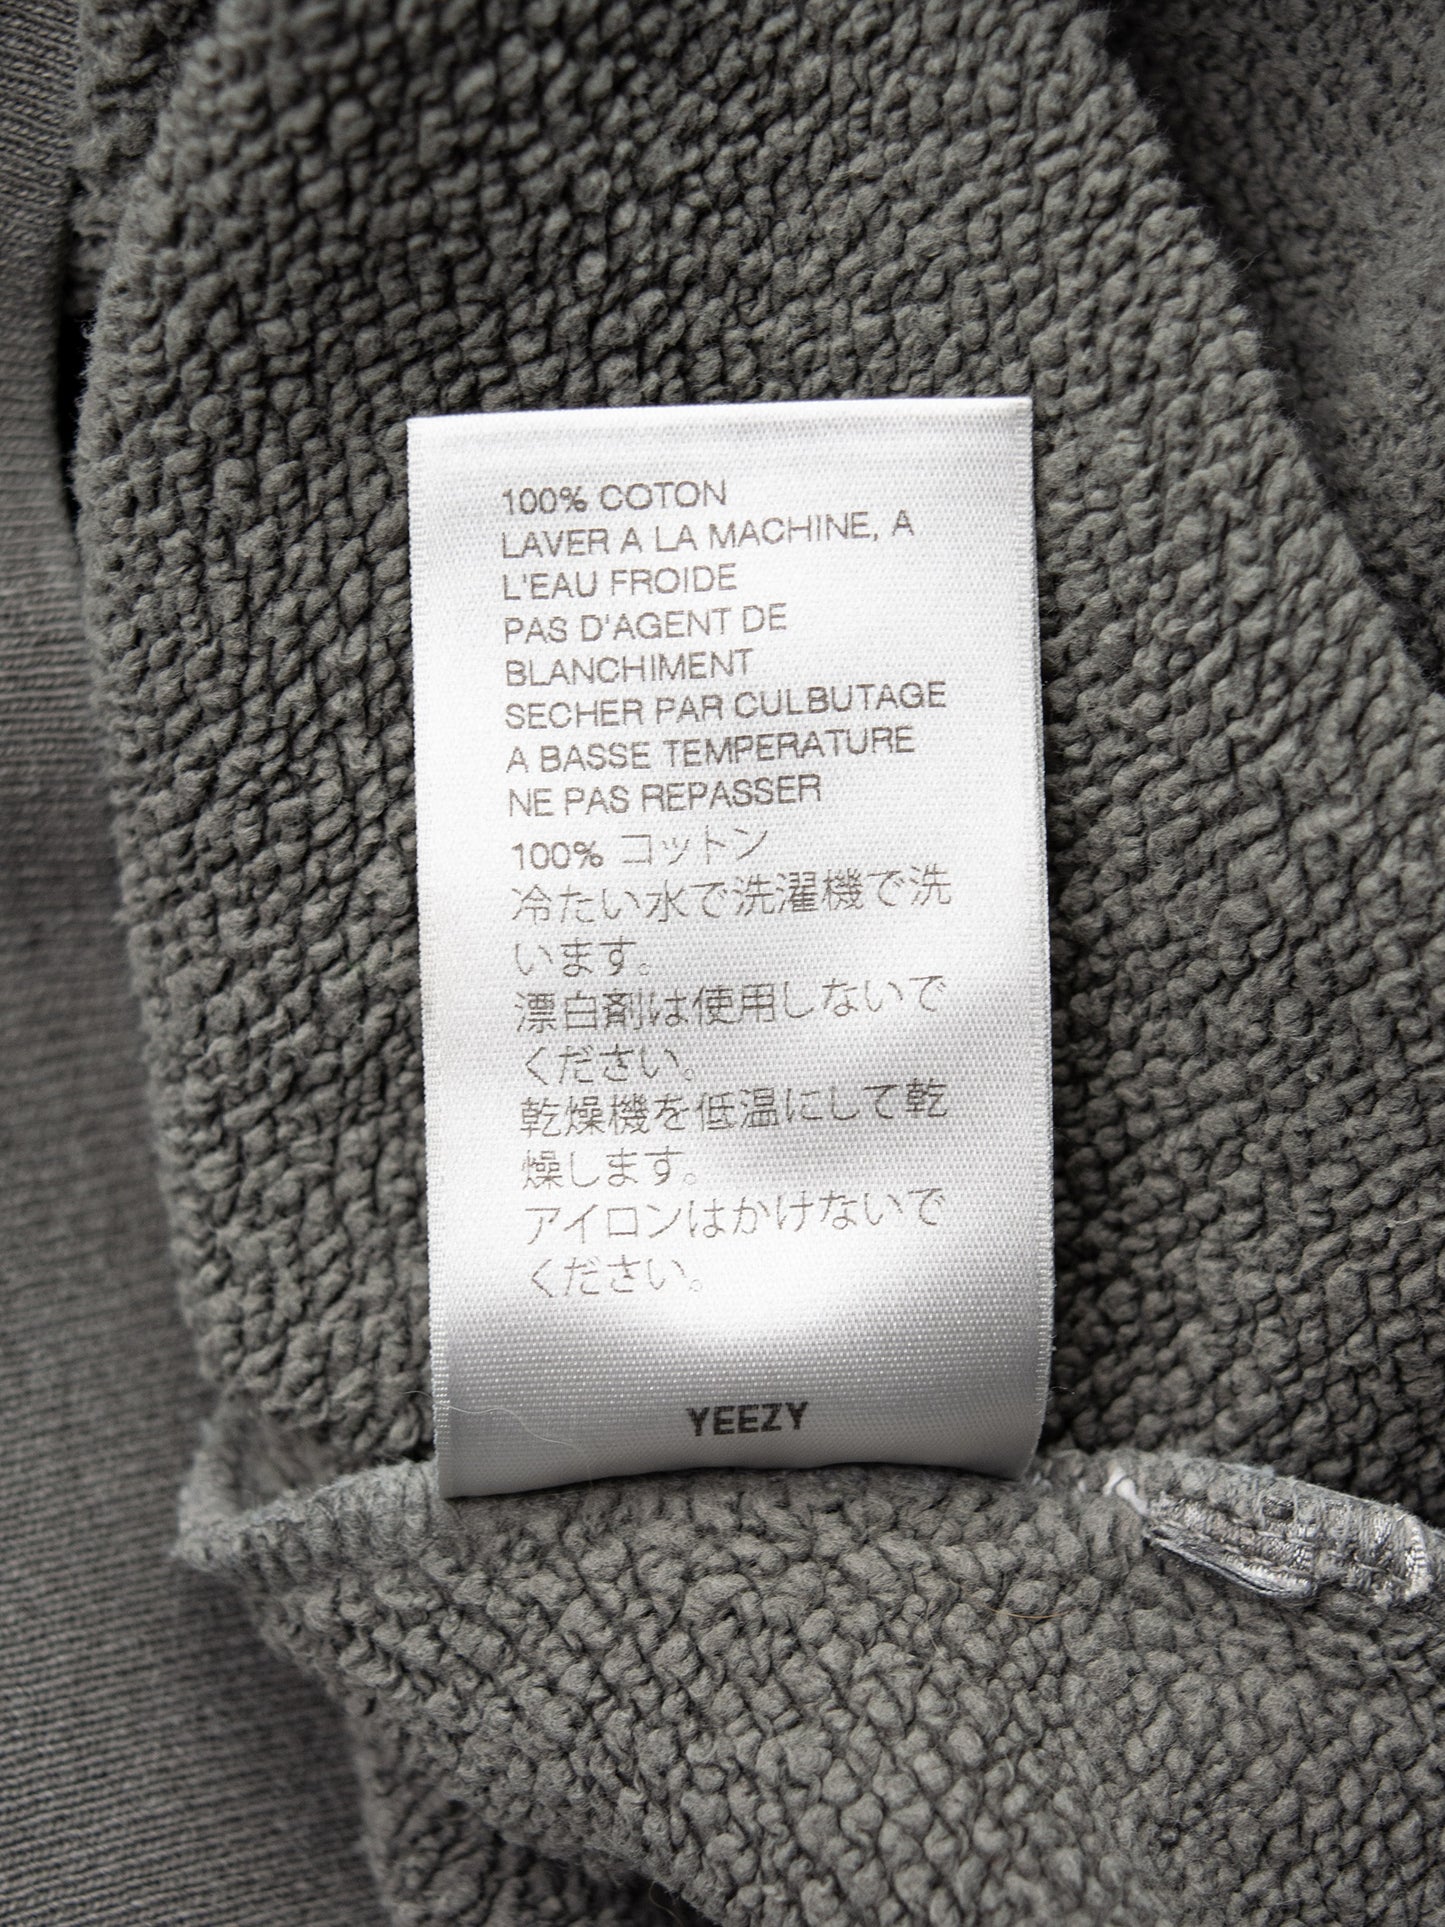 100% COTON
LAVER A LA MACHINE, A
L'EAU FROIDE
PAS D'AGENT DE
BLANCHIMENT
SECHER PAR CULBUTAGE
A BASSE TEMPERATURE
NE PAS REPASSER
100% コットン
冷たい水で洗濯機で洗
います。
漂白剤は使用しないで
ください。
乾燥機を低温にして乾
燥します。
アイロンはかけないで
ください。
YEEZY